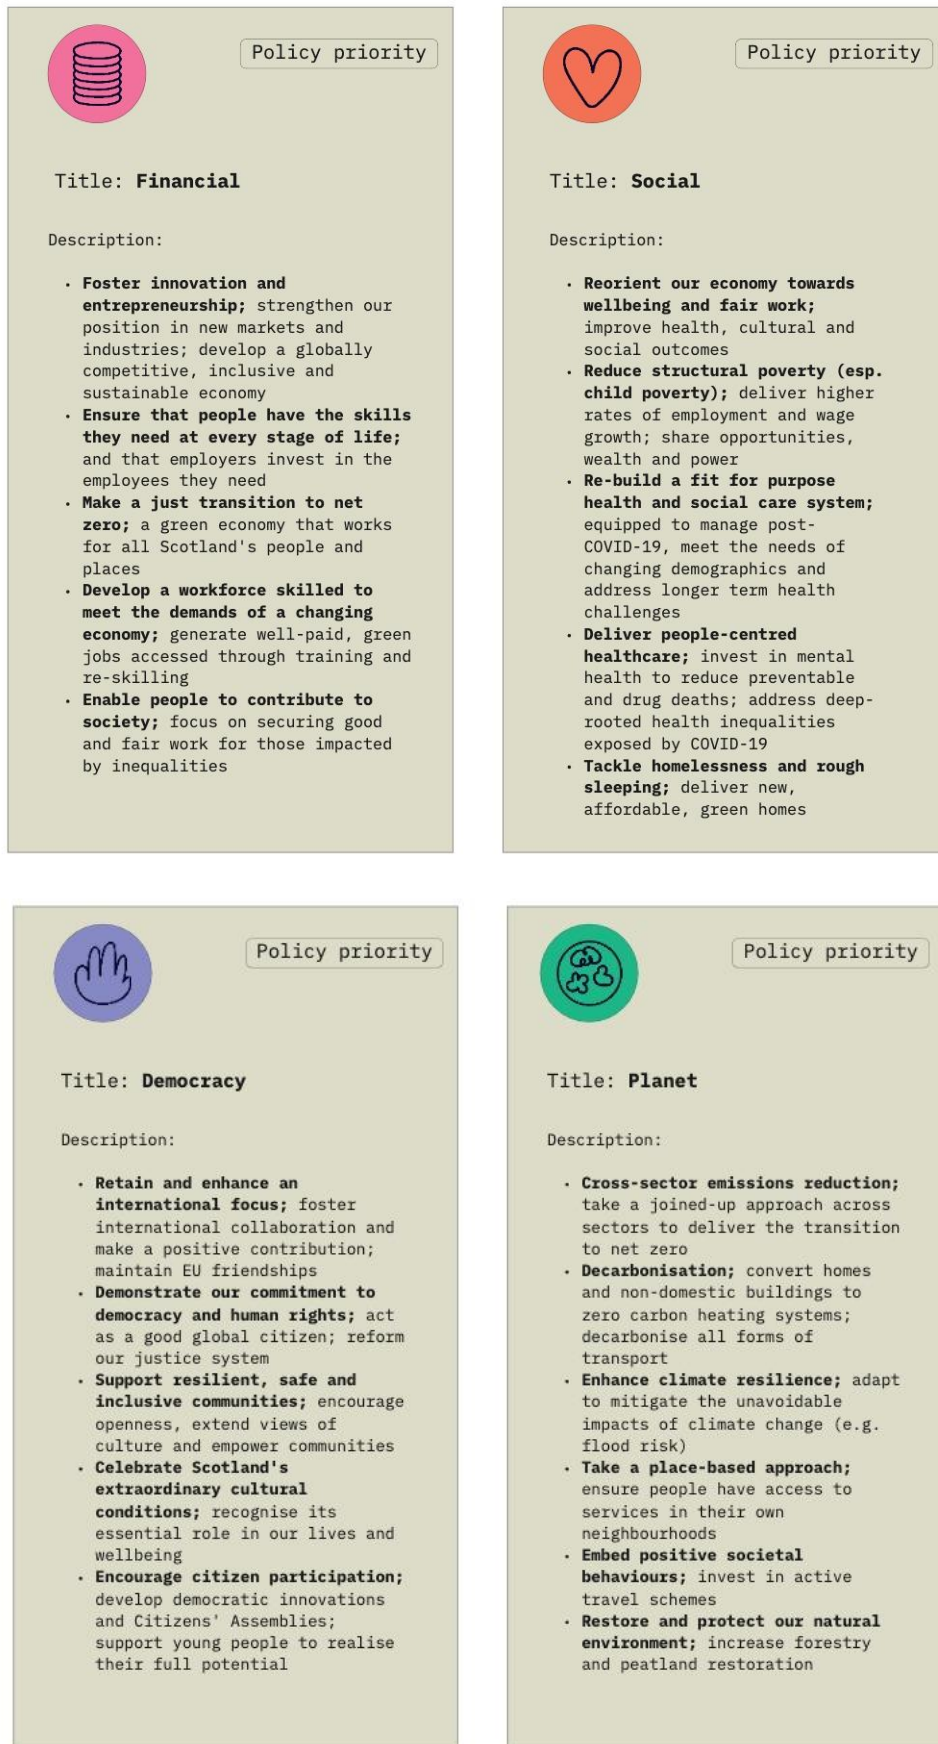 Policy priority
Title: Financial
Description:
• Foster innovation and
entrepreneurship; strengthen our
position in new markets and
industries; develop a globally
competitive, inclusive and
sustainable economy
• Ensure that people have the skills
they need at every stage of life;
and that employers invest in the
employees they need
• Make a just transition to net
zero; a green economy that works
for all Scotland's people and
places
• Develop a workforce skilled to
meet the demands of a changing
economy; generate well-paid, green
jobs accessed through training and
re-skilling
• Enable people to contribute to
society; focus on securing good
and fair work for those impacted
by inequalities
Policy priority
Title: Social
Description:
• Reorient our economy towards
wellbeing and fair work;
improve health, cultural and
social outcomes
• Reduce structural poverty (esp.
child poverty); deliver higher
rates of employment and wage
growth; share opportunities,
wealth and power
• Re-build a fit for purpose
health and social care system;
equipped to manage post-
COVID-19, meet the needs of
changing demographics and
address longer term health
challenges
• Deliver people-centred
healthcare; invest in mental
health to reduce preventable
and drug deaths; address deep-
rooted health inequalities
exposed by COVID-19
• Tackle homelessness and rough
sleeping; deliver new,
affordable, green homes
Policy priority
Title: Democracy
Description:
• Retain and enhance an
international focus; foster
international collaboration and
make a positive contribution;
maintain EU friendships
• Demonstrate our commitment to
democracy and human rights; act
as a good global citizen; reform
our justice system
• Support resilient, safe and
inclusive communities; encourage
openness, extend views of
culture and empower communities
• Celebrate Scotland's
extraordinary cultural
conditions; recognise its
essential role in our lives and
wellbeing
• Encourage citizen participation;
develop democratic innovations
and Citizens' Assemblies;
support young people to realise
their full potential
Policy priority
Title: Planet
Description:
• Cross-sector emissions reduction;
take a joined-up approach across
sectors to deliver the transition
to net zero
• Decarbonisation; convert homes
and non-domestic buildings to
zero carbon heating systems;
decarbonise all forms of
transport
• Enhance climate resilience; adapt
to mitigate the unavoidable
impacts of climate change (e.g.
flood risk)
• Take a place-based approach;
ensure people have access to
services in their own
neighbourhoods
• Embed positive societal
behaviours; invest in active
travel schemes
• Restore and protect our natural
environment; increase forestry
and peatland restoration